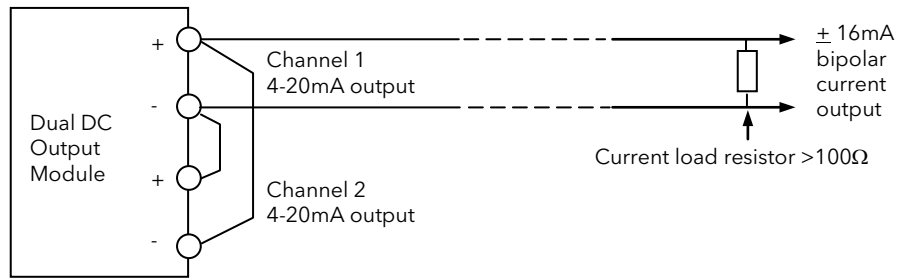 +
Channel 1
4-20mA output
-
Dual DC
Output
Module
+
Channel 2
4-20mA output
-
± 16mA
bipolar
current
output
Current load resistor >100Ω